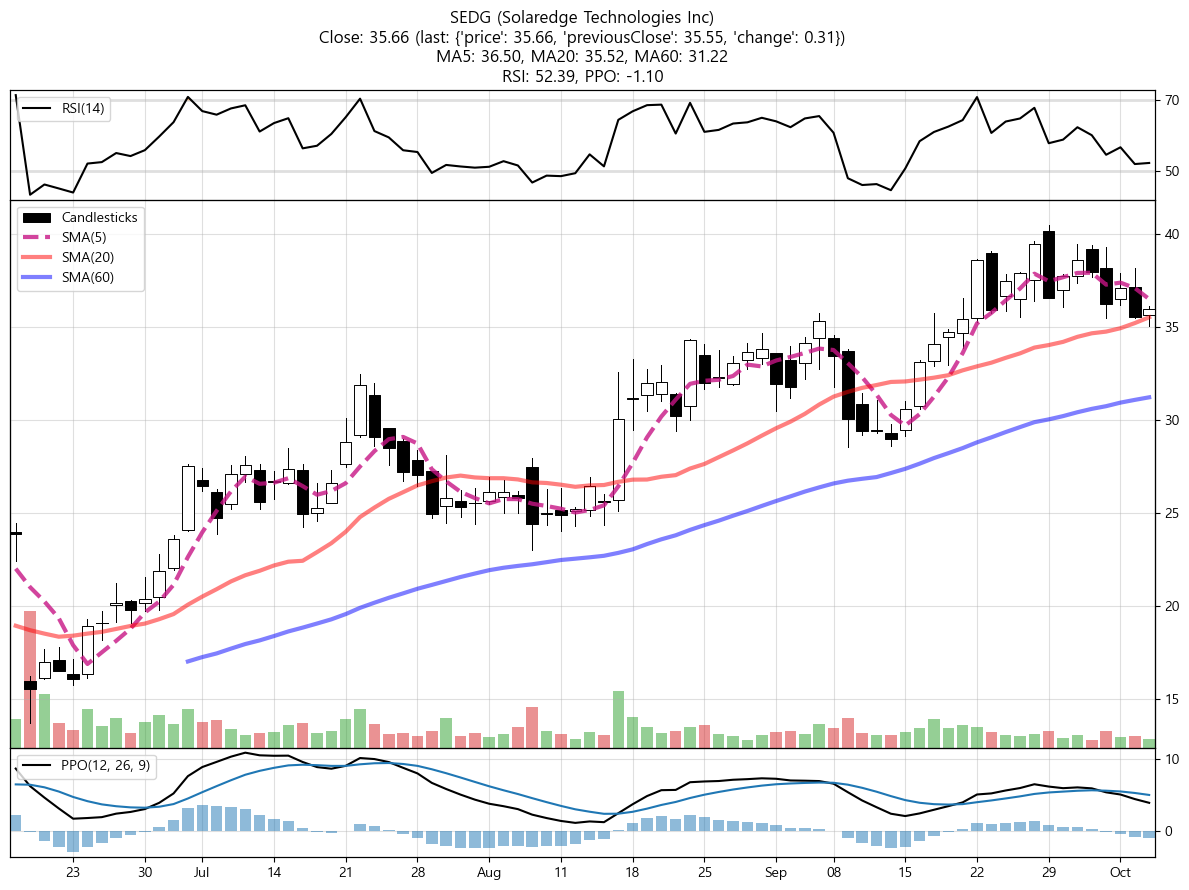 SEDG (Solaredge Technologies Inc)
Close: 35.66 (last: {'price': 35.66, 'previousClose': 35.55, 'change': 0.31})
MA5: 36.50, MA20: 35.52, MA60: 31.22
RSI: 52.39, PPO: -1.10
RSI(14)
70
50
Candlesticks
SMA(5)
SMA(20)
SMA(60)
40
35
30
25
20
15
PPO(12, 26, 9)
10
0
23 30 Jul 14 21 28 Aug 11 18 25 Sep 08 15 22 29 Oct